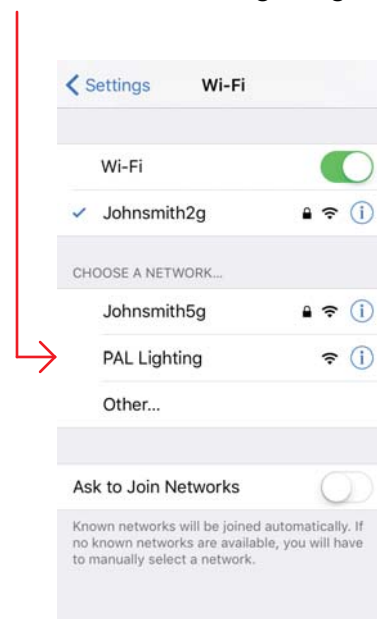 Settings Wi-Fi
Wi-Fi
Johnsmith2g
CHOOSE A NETWORK...
Johnsmith5g
PAL Lighting
Other...
Ask to Join Networks
Known networks will be joined automatically. If
no known networks are available, you will have
to manually select a network.